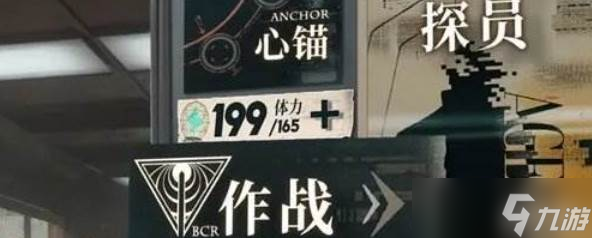 ANCHOR
心锚
探员
199 体力
/165 +
BCR 作战
九游